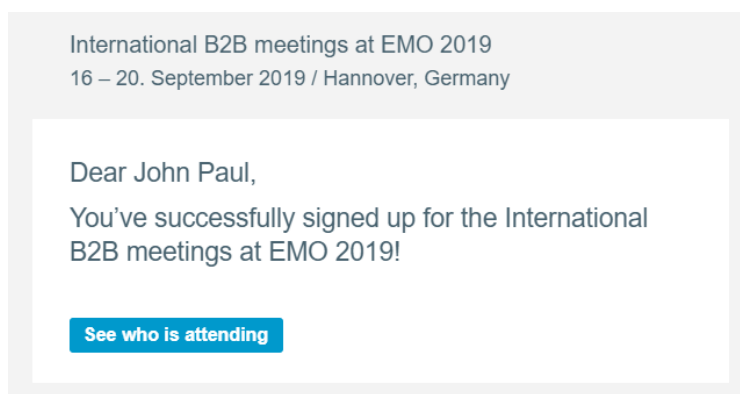 International B2B meetings at EMO 2019
16 – 20. September 2019 / Hannover, Germany
Dear John Paul,
You’ve successfully signed up for the International
B2B meetings at EMO 2019!
See who is attending